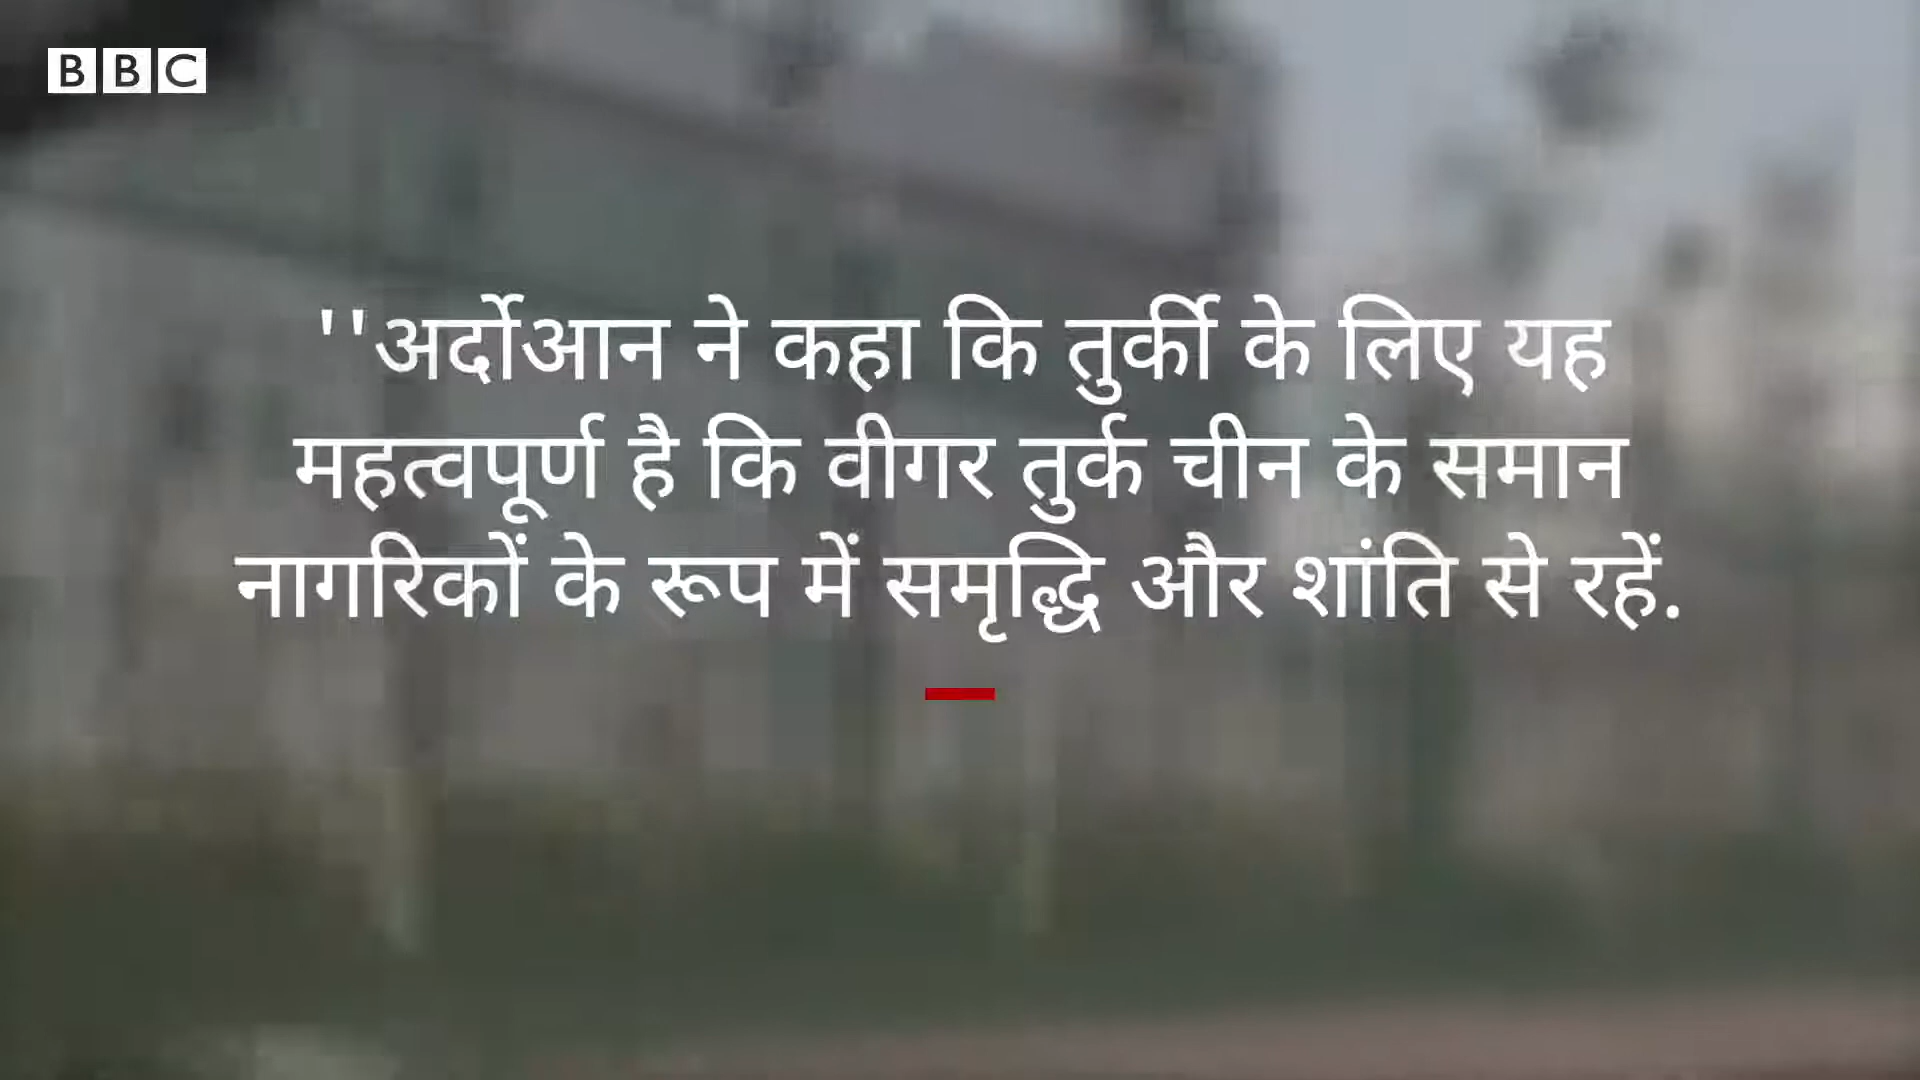 BBC
''अर्दोआन ने कहा कि तुर्की के लिए यह
महत्वपूर्ण है कि वीगर तुर्क चीन के समान
नागरिकों के रूप में समृद्धि और शांति से रहें.